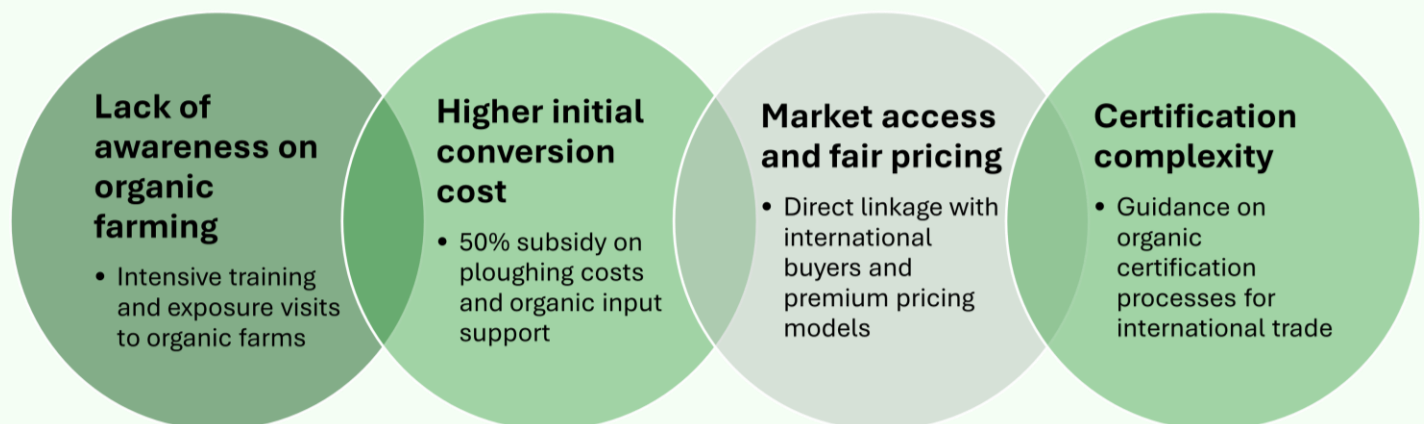 Lack of
awareness on
organic
farming
• Intensive training
and exposure visits
to organic farms
Higher initial
conversion
cost
• 50% subsidy on
ploughing costs
and organic input
support
Market access
and fair pricing
• Direct linkage with
international
buyers and
premium pricing
models
Certification
complexity
• Guidance on
organic
certification
processes for
international trade